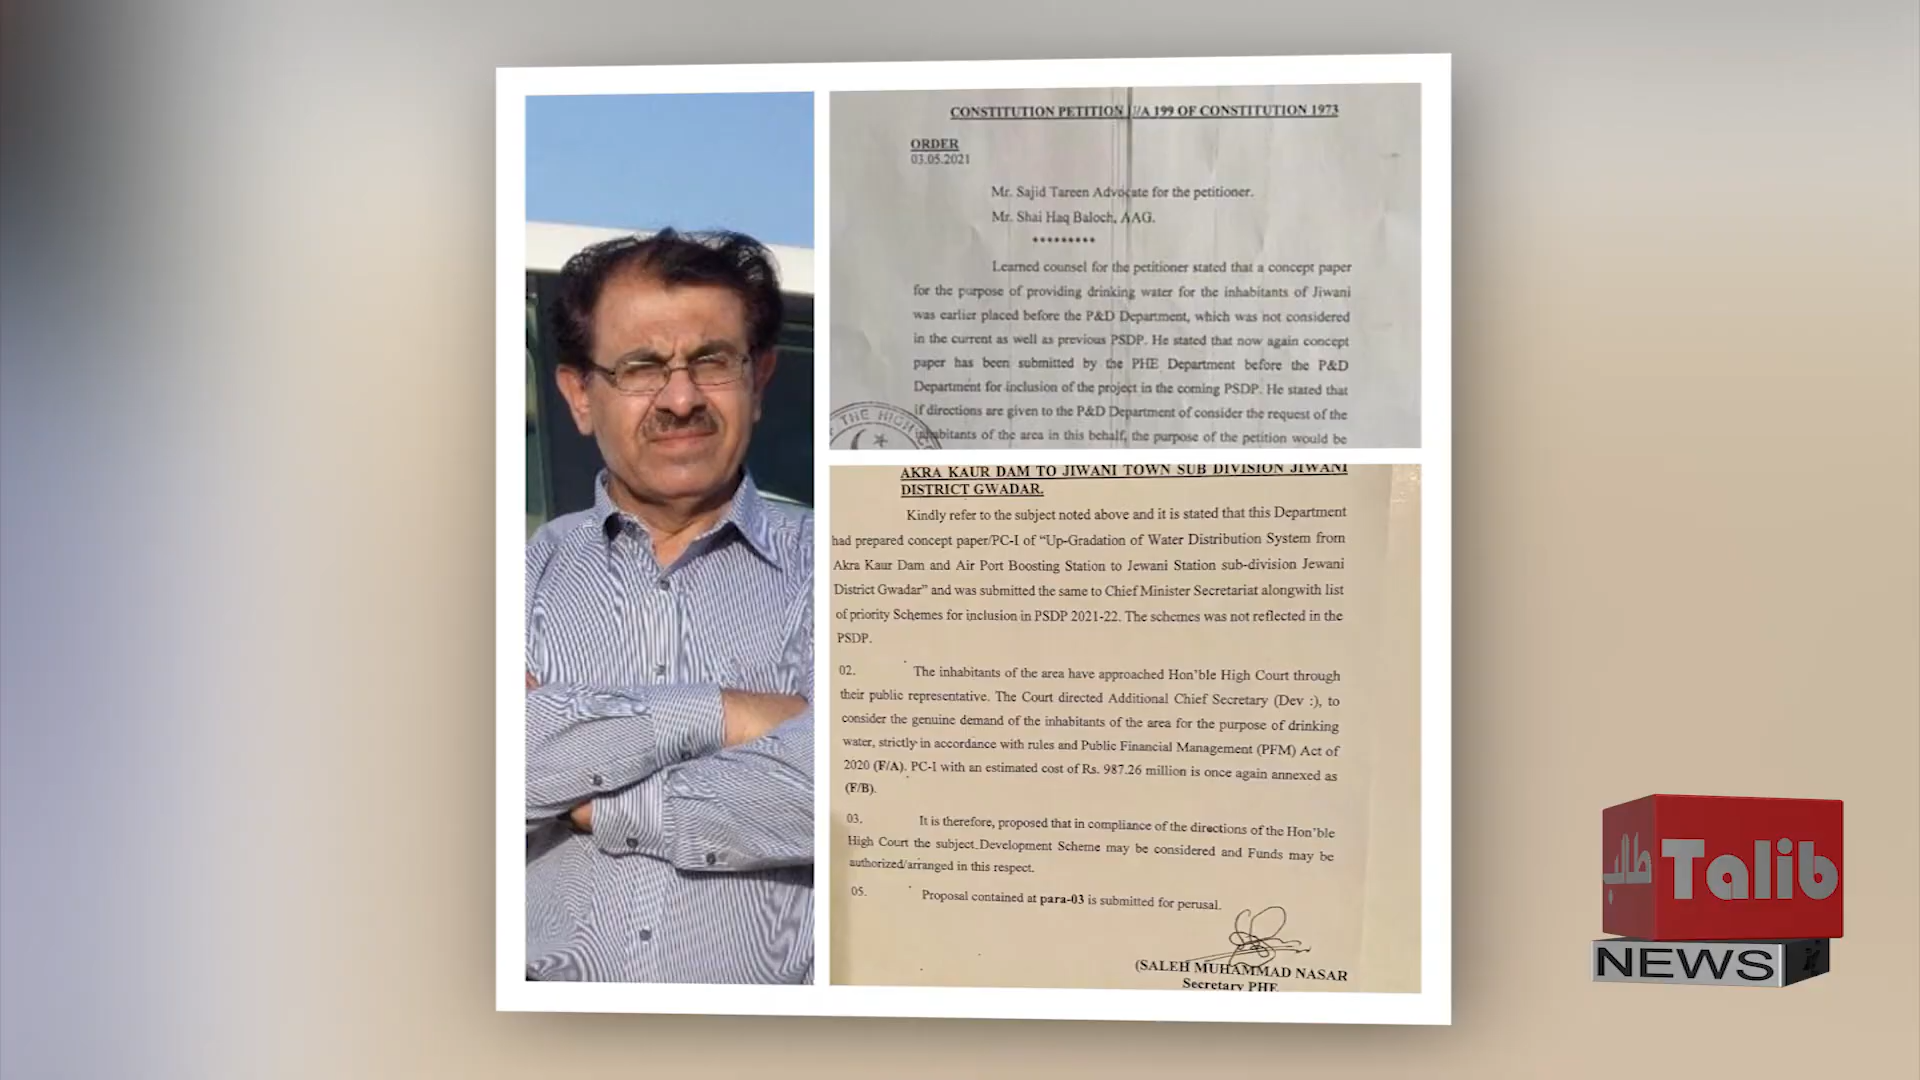 CONSTITUTION PETITION U/A 199 OF CONSTITUTION 1973
ORDER
03.05.2021
Mr. Sajid Tareen Advocate for the petitioner.
Mr. Shai Haq Baloch, AAG.
*********
Learned counsel for the petitioner stated that a concept paper
for the purpose of providing drinking water for the inhabitants of Jiwani
was earlier placed before the P&D Department, which was not considered
in the current as well as previous PSDP. He stated that now again concept
paper has been submitted by the PHE Department before the P&D
Department for inclusion of the project in the coming PSDP. He stated that
if directions are given to the P&D Department of consider the request of the
inhabitants of the area in this behalf, the purpose of the petition would be
THE HIGH
AKRA KAUR DAM TO JIWANI TOWN SUB DIVISION JIWANI
DISTRICT GWADAR.
Kindly refer to the subject noted above and it is stated that this Department
had prepared concept paper/PC-I of “Up-Gradation of Water Distribution System from
Akra Kaur Dam and Air Port Boosting Station to Jewani Station sub-division Jewani
District Gwadar” and was submitted the same to Chief Minister Secretariat alongwith list
of priority Schemes for inclusion in PSDP 2021-22. The schemes was not reflected in the
PSDP.
02. The inhabitants of the area have approached Hon’ble High Court through
their public representative. The Court directed Additional Chief Secretary (Dev :), to
consider the genuine demand of the inhabitants of the area for the purpose of drinking
water, strictly in accordance with rules and Public Financial Management (PFM) Act of
2020 (F/A). PC-I with an estimated cost of Rs. 987.26 million is once again annexed as
(F/B).
03. It is therefore, proposed that in compliance of the directions of the Hon’ble
High Court the subject Development Scheme may be considered and Funds may be
authorized/arranged in this respect.
05. Proposal contained at para-03 is submitted for perusal.
(SALEH MUHAMMAD NASAR
Secretary PHE
طالب
Talib
NEWS